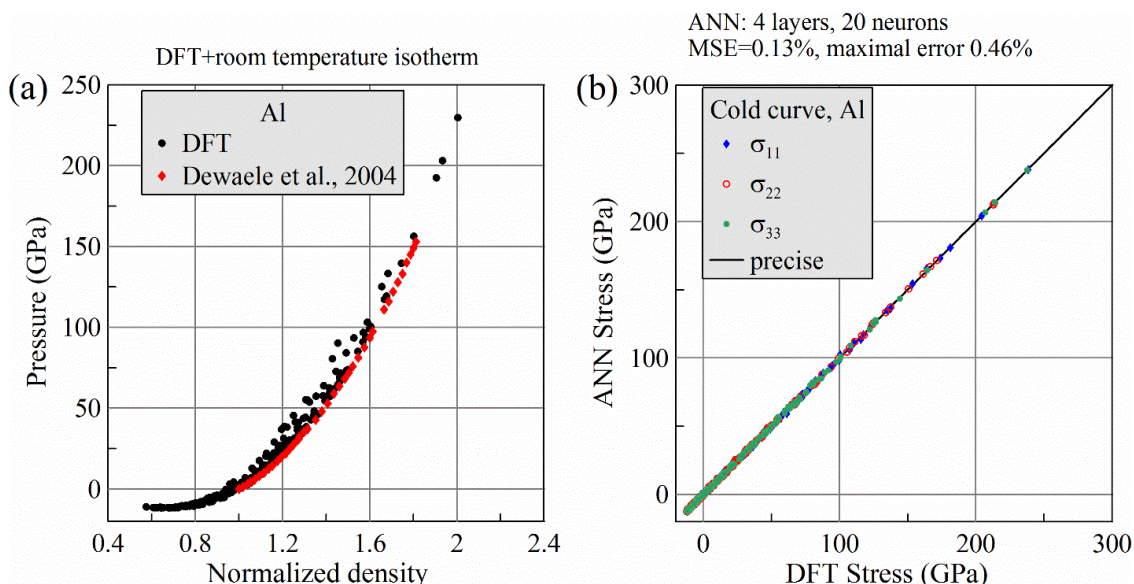 ANN: 4 layers, 20 neurons
MSE=0.13%, maximal error 0.46%
DFT+room temperature isotherm
(a)
Pressure (GPa)
250
200
150
100
50
0
Al
DFT
Dewaele et al., 2004
0.4
0.8
1.2
1.6
2
2.4
Normalized density
(b)
ANN Stress (GPa)
300
200
100
0
Cold curve, Al
σ11
σ22
σ33
precise
0
100
200
300
DFT Stress (GPa)